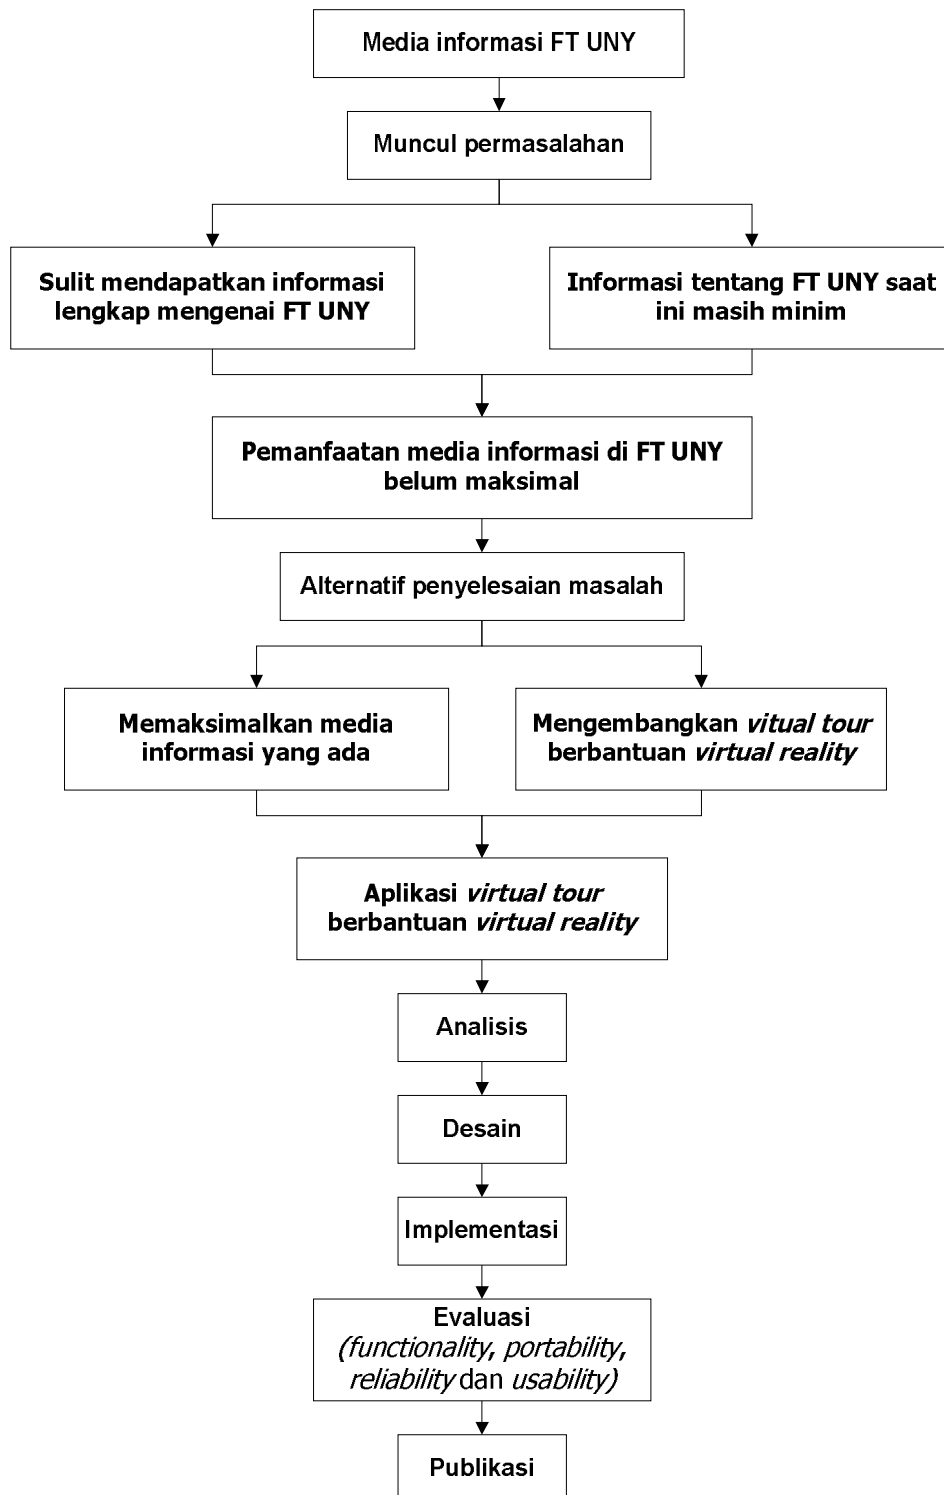 Media informasi FT UNY
Muncul permasalahan
Sulit mendapatkan informasi
lengkap mengenai FT UNY
Informasi tentang FT UNY saat
ini masih minim
Pemanfaatan media informasi di FT UNY
belum maksimal
Alternatif penyelesaian masalah
Memaksimalkan media
informasi yang ada
Mengembangkan vitual tour
berbantuan virtual reality
Aplikasi virtual tour
berbantuan virtual reality
Analisis
Desain
Implementasi
Evaluasi
(functionality, portability,
reliability dan usability)
Publikasi